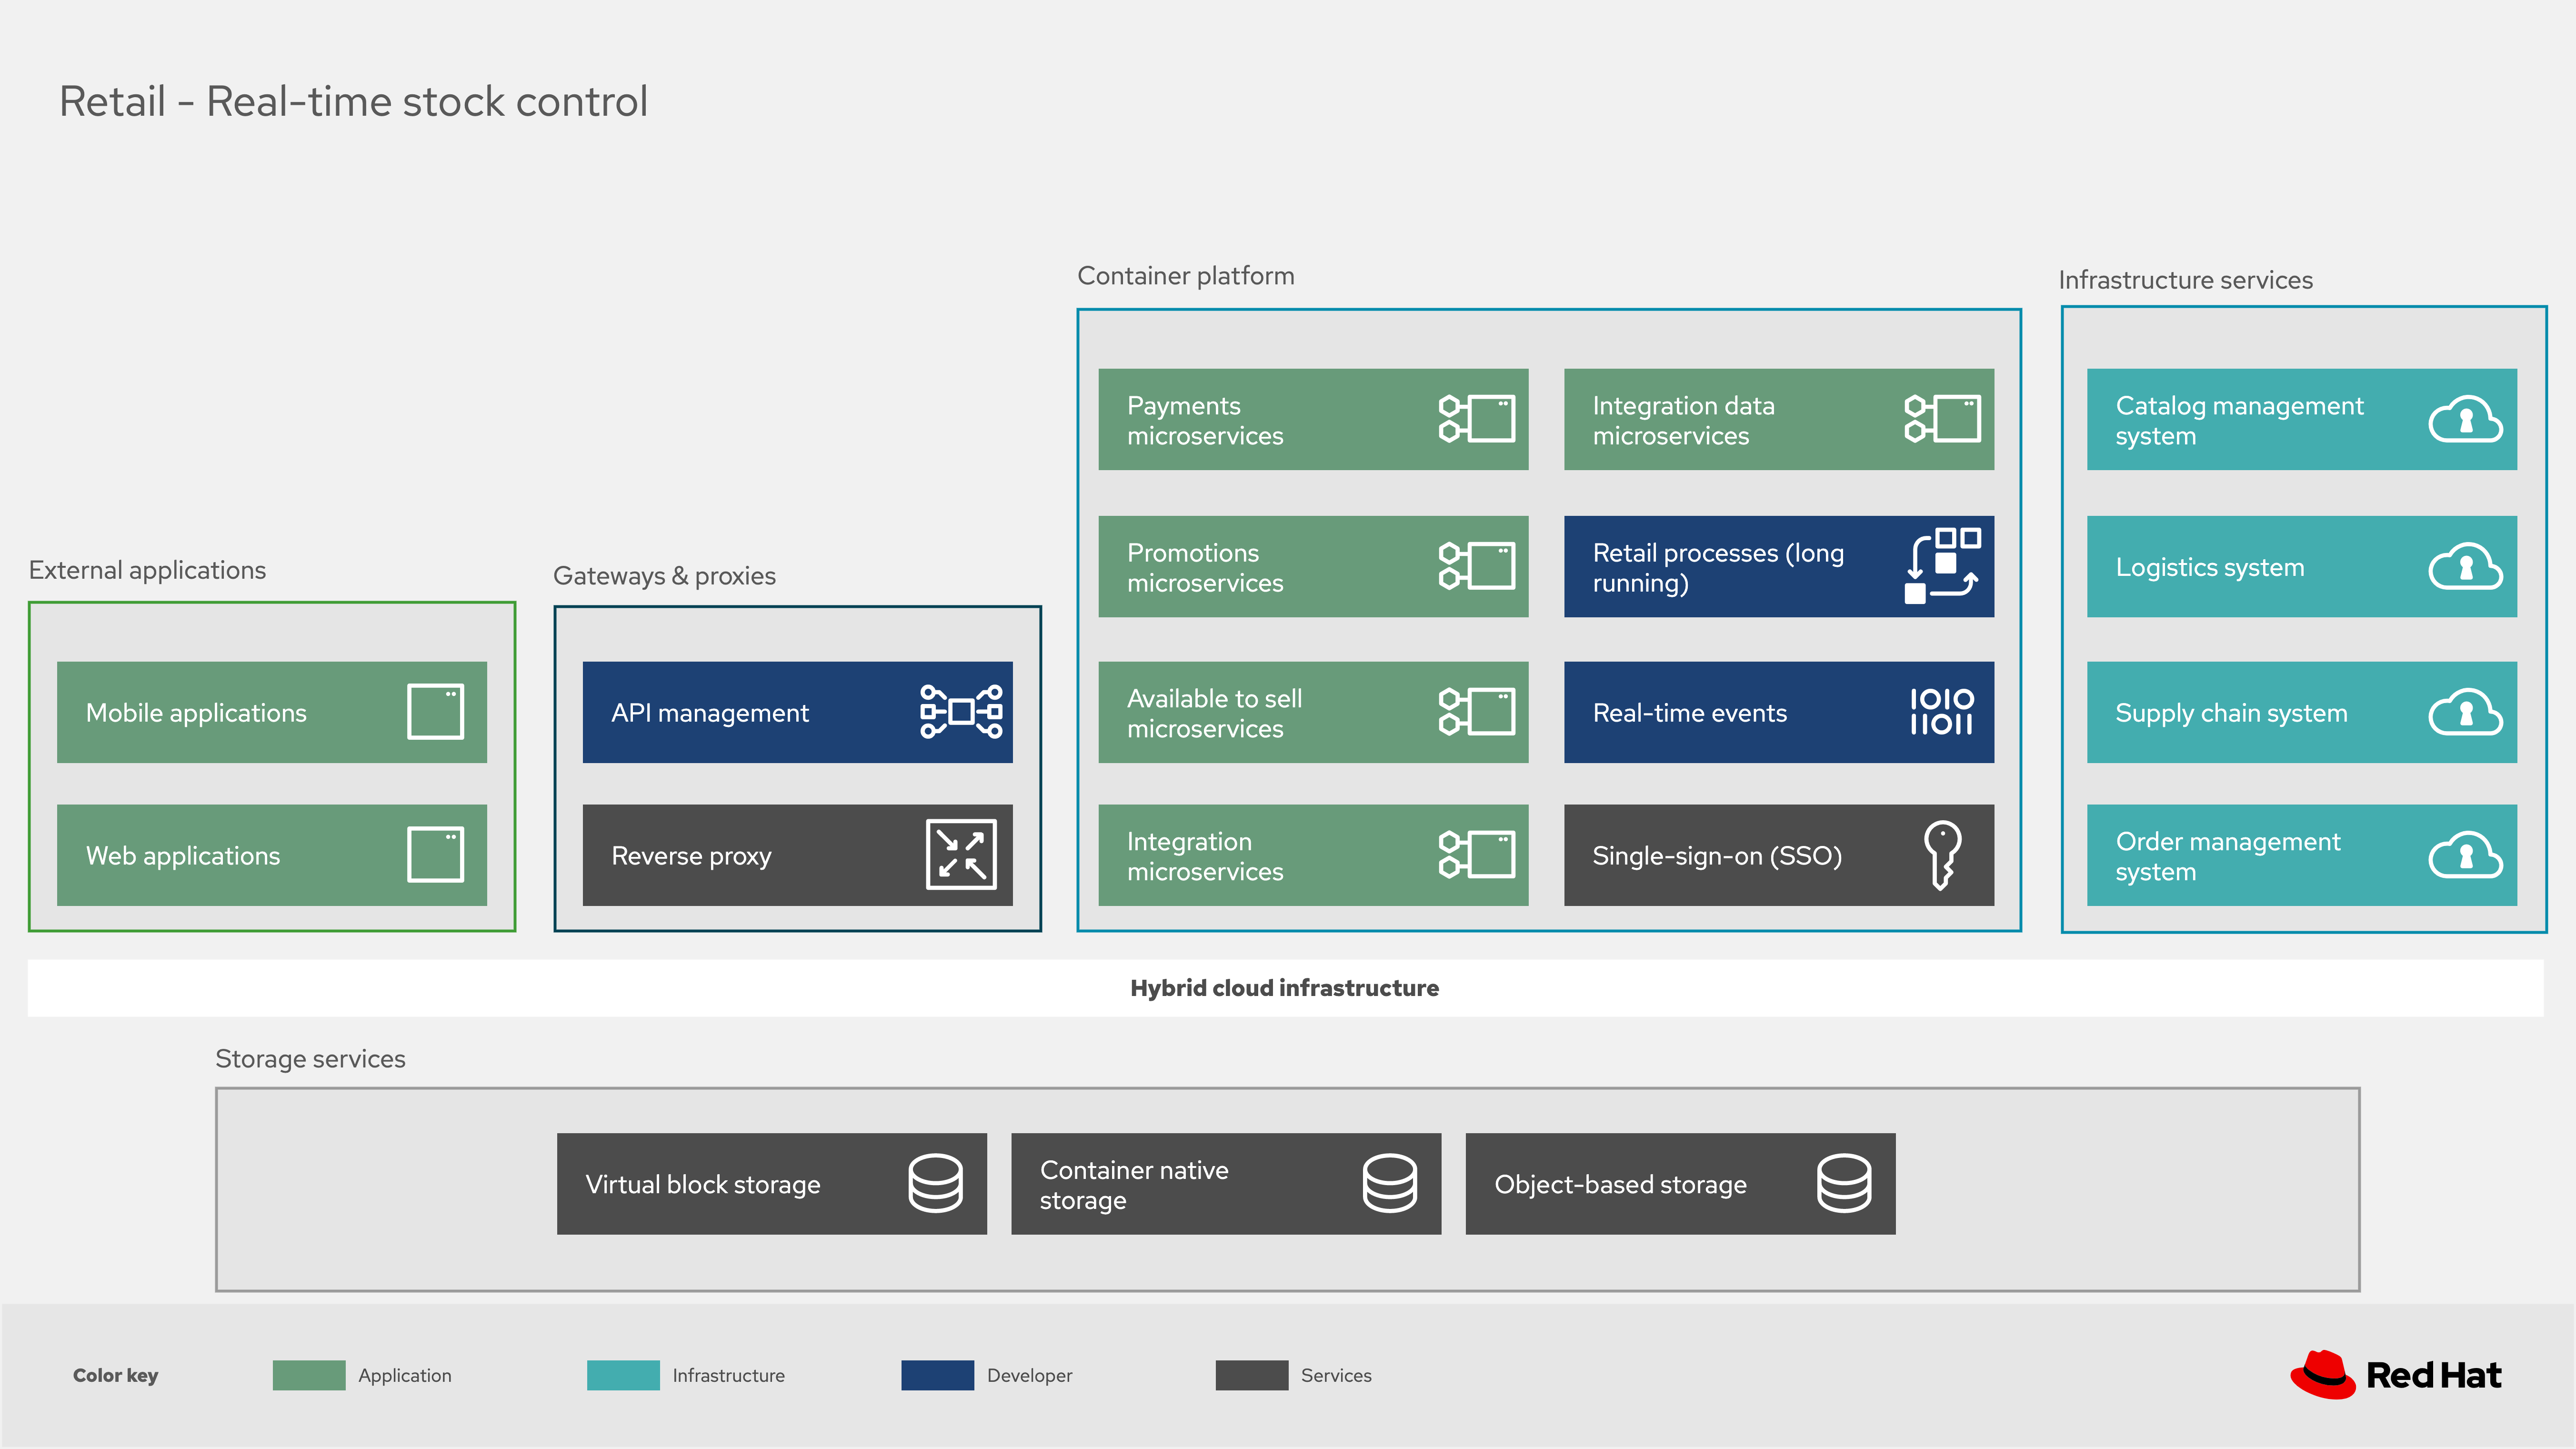 Retail - Real-time stock control
External applications
Mobile applications
Web applications
Gateways & proxies
API management
Reverse proxy
Container platform
Payments
microservices
Promotions
microservices
Available to sell
microservices
Integration
microservices
Integration data
microservices
Retail processes (long
running)
Real-time events
1010
11011
Single-sign-on (SSO)
Infrastructure services
Catalog management
system
Logistics system
Supply chain system
Order management
system
Hybrid cloud infrastructure
Storage services
Virtual block storage
Container native
storage
Object-based storage
Color key
Application
Infrastructure
Developer
Services
Red Hat